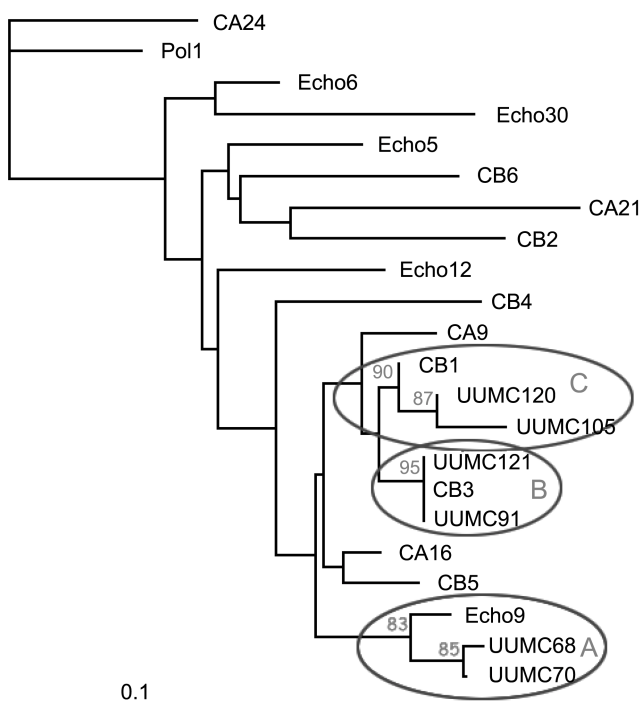 CA24
Pol1
Echo6
Echo30
Echo5
CB6
CA21
CB2
Echo12
CB4
CA9
90 CB1
C
87 UUMC120
UUMC105
95 UUMC121
CB3 B
UUMC91
CA16
CB5
Echo9
83
85 UUMC68 A
UUMC70
0.1